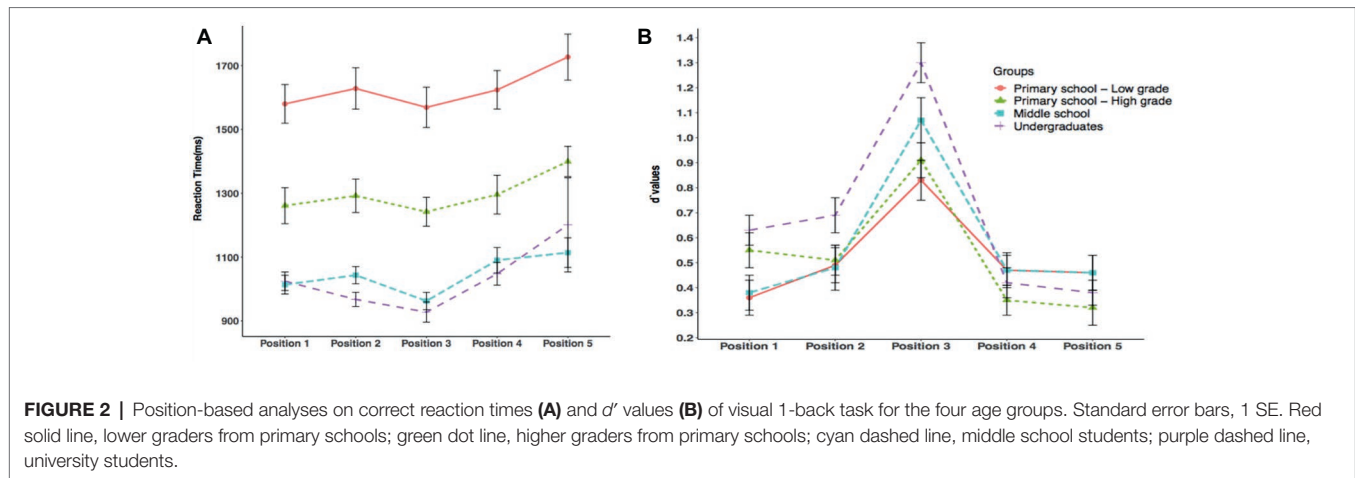 A
B
Reaction Time(ms)
1700
1500
1300
1100
900
Position 1 Position 2 Position 3 Position 4 Position 5
d' values
1.4
1.3
1.2
1.1
1.0
0.9
0.8
0.7
0.6
0.5
0.4
0.3
0.2
Position 1 Position 2 Position 3 Position 4 Position 5
Groups
Primary school – Low grade
Primary school – High grade
Middle school
Undergraduates
FIGURE 2 | Position-based analyses on correct reaction times (A) and d′ values (B) of visual 1-back task for the four age groups. Standard error bars, 1 SE. Red
solid line, lower graders from primary schools; green dot line, higher graders from primary schools; cyan dashed line, middle school students; purple dashed line,
university students.